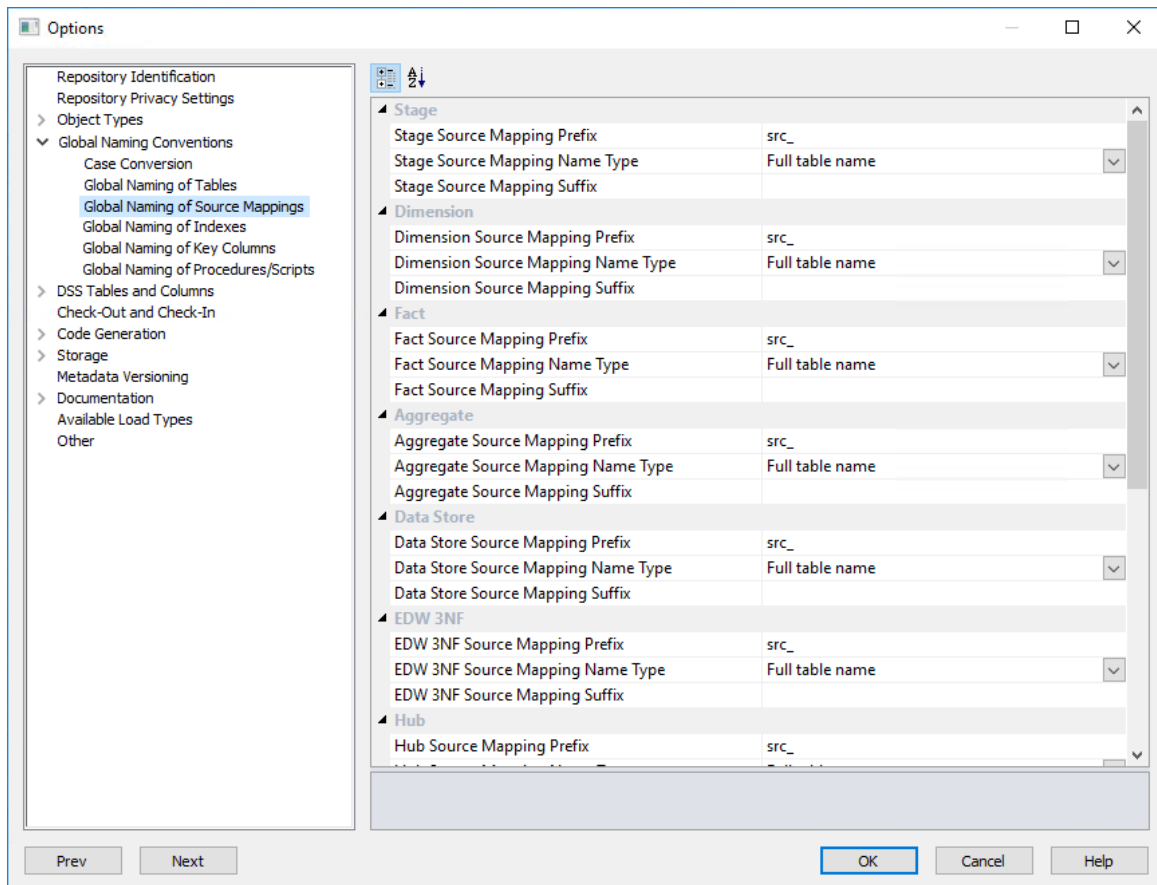 Options
Repository Identification
Repository Privacy Settings
Object Types
Global Naming Conventions
Case Conversion
Global Naming of Tables
Global Naming of Source Mappings
Global Naming of Indexes
Global Naming of Key Columns
Global Naming of Procedures/Scripts
DSS Tables and Columns
Check-Out and Check-In
Code Generation
Storage
Metadata Versioning
Documentation
Available Load Types
Other
Stage
Stage Source Mapping Prefix src_
Stage Source Mapping Name Type Full table name
Stage Source Mapping Suffix
Dimension
Dimension Source Mapping Prefix src_
Dimension Source Mapping Name Type Full table name
Dimension Source Mapping Suffix
Fact
Fact Source Mapping Prefix src_
Fact Source Mapping Name Type Full table name
Fact Source Mapping Suffix
Aggregate
Aggregate Source Mapping Prefix src_
Aggregate Source Mapping Name Type Full table name
Aggregate Source Mapping Suffix
Data Store
Data Store Source Mapping Prefix src_
Data Store Source Mapping Name Type Full table name
Data Store Source Mapping Suffix
EDW 3NF
EDW 3NF Source Mapping Prefix src_
EDW 3NF Source Mapping Name Type Full table name
EDW 3NF Source Mapping Suffix
Hub
Hub Source Mapping Prefix src_
Prev Next OK Cancel Help